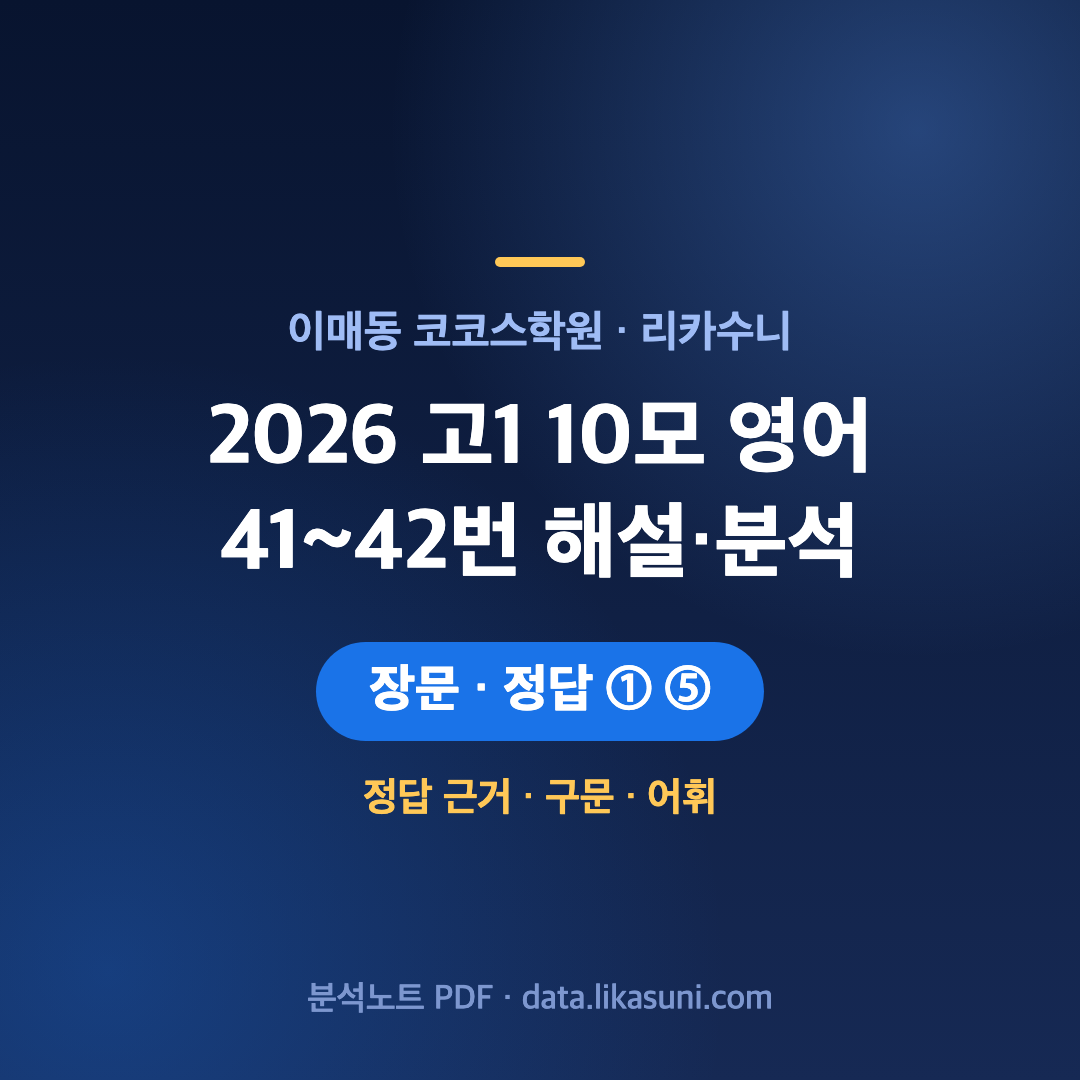 이매동 코코스학원 · 리카수니
2026 고1 10모 영어
41~42번 해설·분석
장문 · 정답 ① ⑤
정답 근거 · 구문 · 어휘
분석노트 PDF · data.likasuni.com